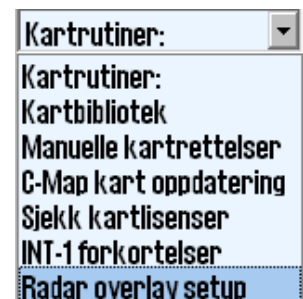 Kartrutiner:
Kartrutiner:
Kartbibliotek
Manuelle kartrettelser
C-Map kart oppdatering
Sjekk kartlisenser
INT-1 forkortelser
Radar overlay setup